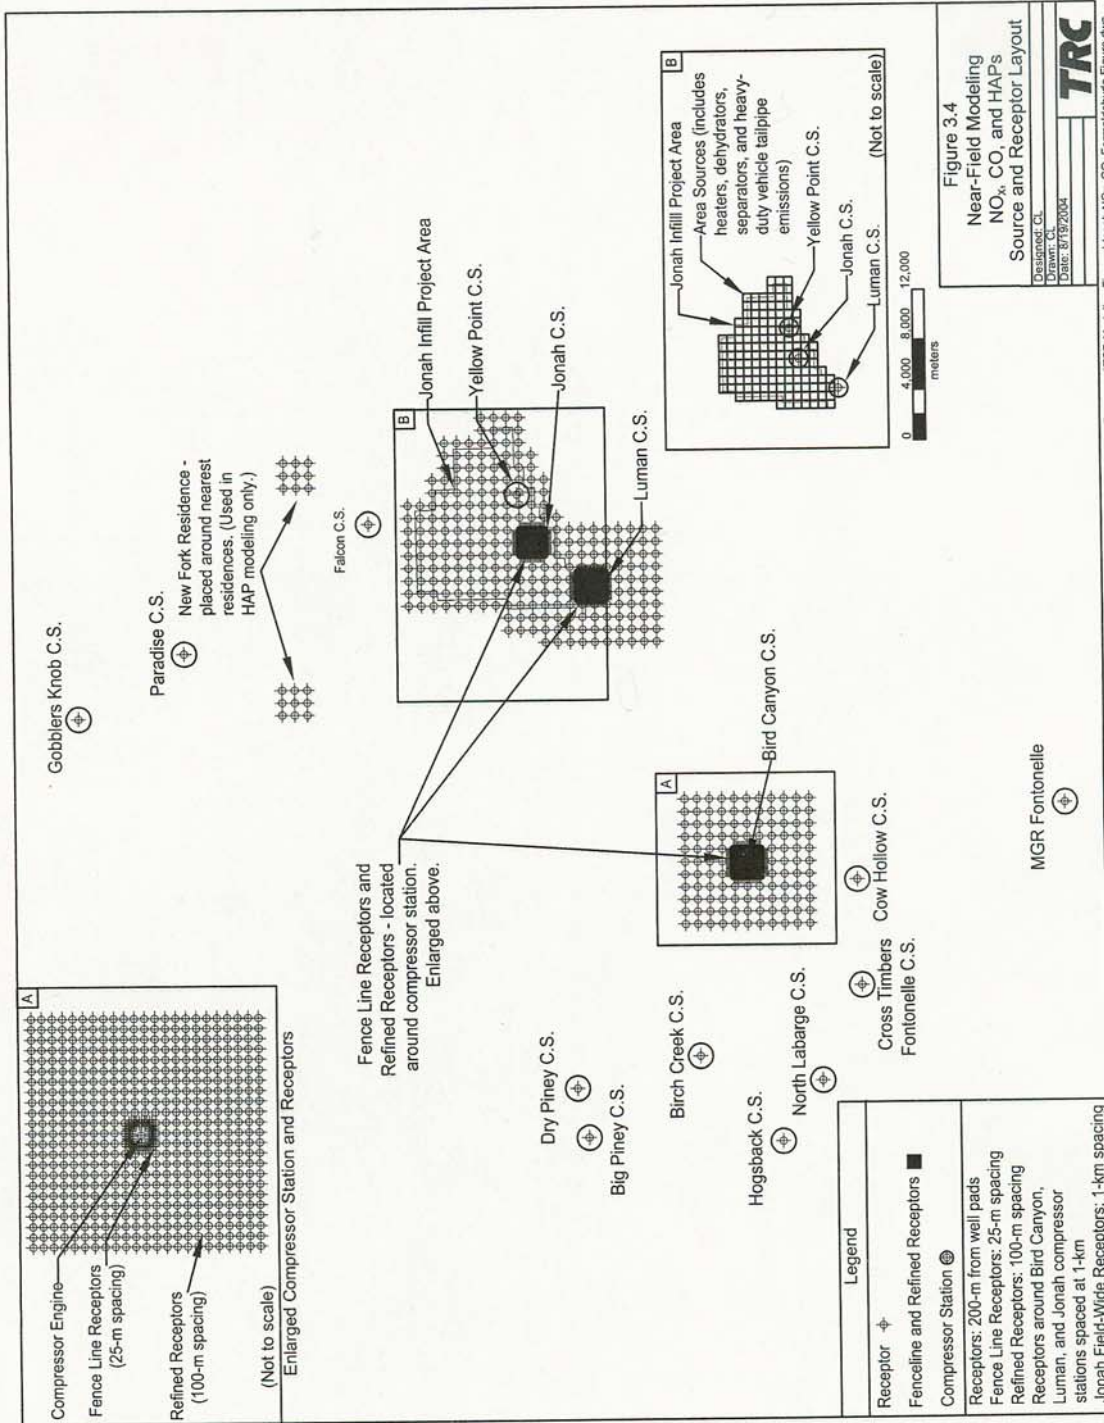 A
Compressor Engine
Fence Line Receptors
(25-m spacing)
Refined Receptors
(100-m spacing)
(Not to scale)
Enlarged Compressor Station and Receptors
Gobblers Knob C.S.
Paradise C.S.
New Fork Residence -
placed around nearest
residences. (Used in
HAP modeling only.)
Falcon C.S.
Fence Line Receptors and
Refined Receptors - located
around compressor station.
Enlarged above.
B
Jonah Infill Project Area
Yellow Point C.S.
Jonah C.S.
Luman C.S.
Dry Piney C.S.
Big Piney C.S.
Birch Creek C.S.
Hogsback C.S.
North Labarge C.S.
A
Bird Canyon C.S.
Cow Hollow C.S.
Cross Timbers
Fontonelle C.S.
MGR Fontonelle
B
Jonah Infill Project Area
Area Sources (includes
heaters, dehydrators,
separators, and heavy-
duty vehicle tailpipe
emissions)
Yellow Point C.S.
Jonah C.S.
Luman C.S.
(Not to scale)
0 4,000 8,000 12,000
meters
Legend
Receptor
Fenceline and Refined Receptors
Compressor Station
Receptors: 200-m from well pads
Fence Line Receptors: 25-m spacing
Refined Receptors: 100-m spacing
Receptors around Bird Canyon,
Luman, and Jonah compressor
stations spaced at 1-km
Jonah Field-Wide Receptors: 1-km spacing
Figure 3.4
Near-Field Modeling
NOx, CO, and HAPs
Source and Receptor Layout
Designed: CL
Drawn: CL
Date: 8/19/2004
TRC